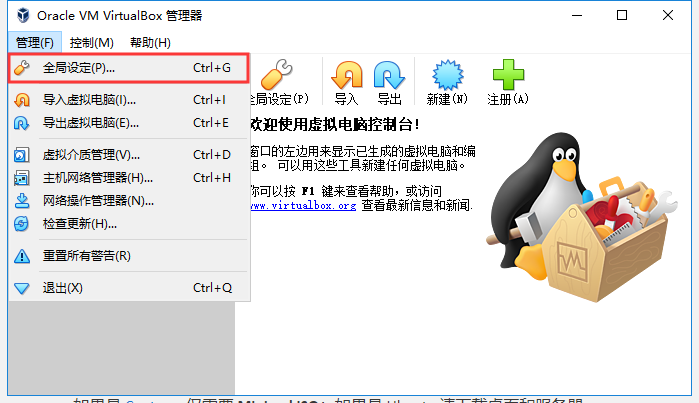 Oracle VM VirtualBox 管理器
管理(F) 控制(M) 帮助(H)
全局设定(P)... Ctrl+G
导入虚拟电脑(I)... Ctrl+I
导出虚拟电脑(E)... Ctrl+E
虚拟介质管理(V)... Ctrl+D
主机网络管理器(H)... Ctrl+H
网络操作管理器(N)...
检查更新(H)...
重置所有警告(R)
退出(X) Ctrl+Q
全局设定(P) 导入 导出 新建(N) 注册(A)
欢迎使用虚拟电脑控制台!
窗口的左边用来显示已生成的虚拟电脑和编
组。 可以用这些工具新建任何虚拟电脑。
你可以按 F1 键来查看帮助，或访问
www.virtualbox.org 查看最新信息和新闻.